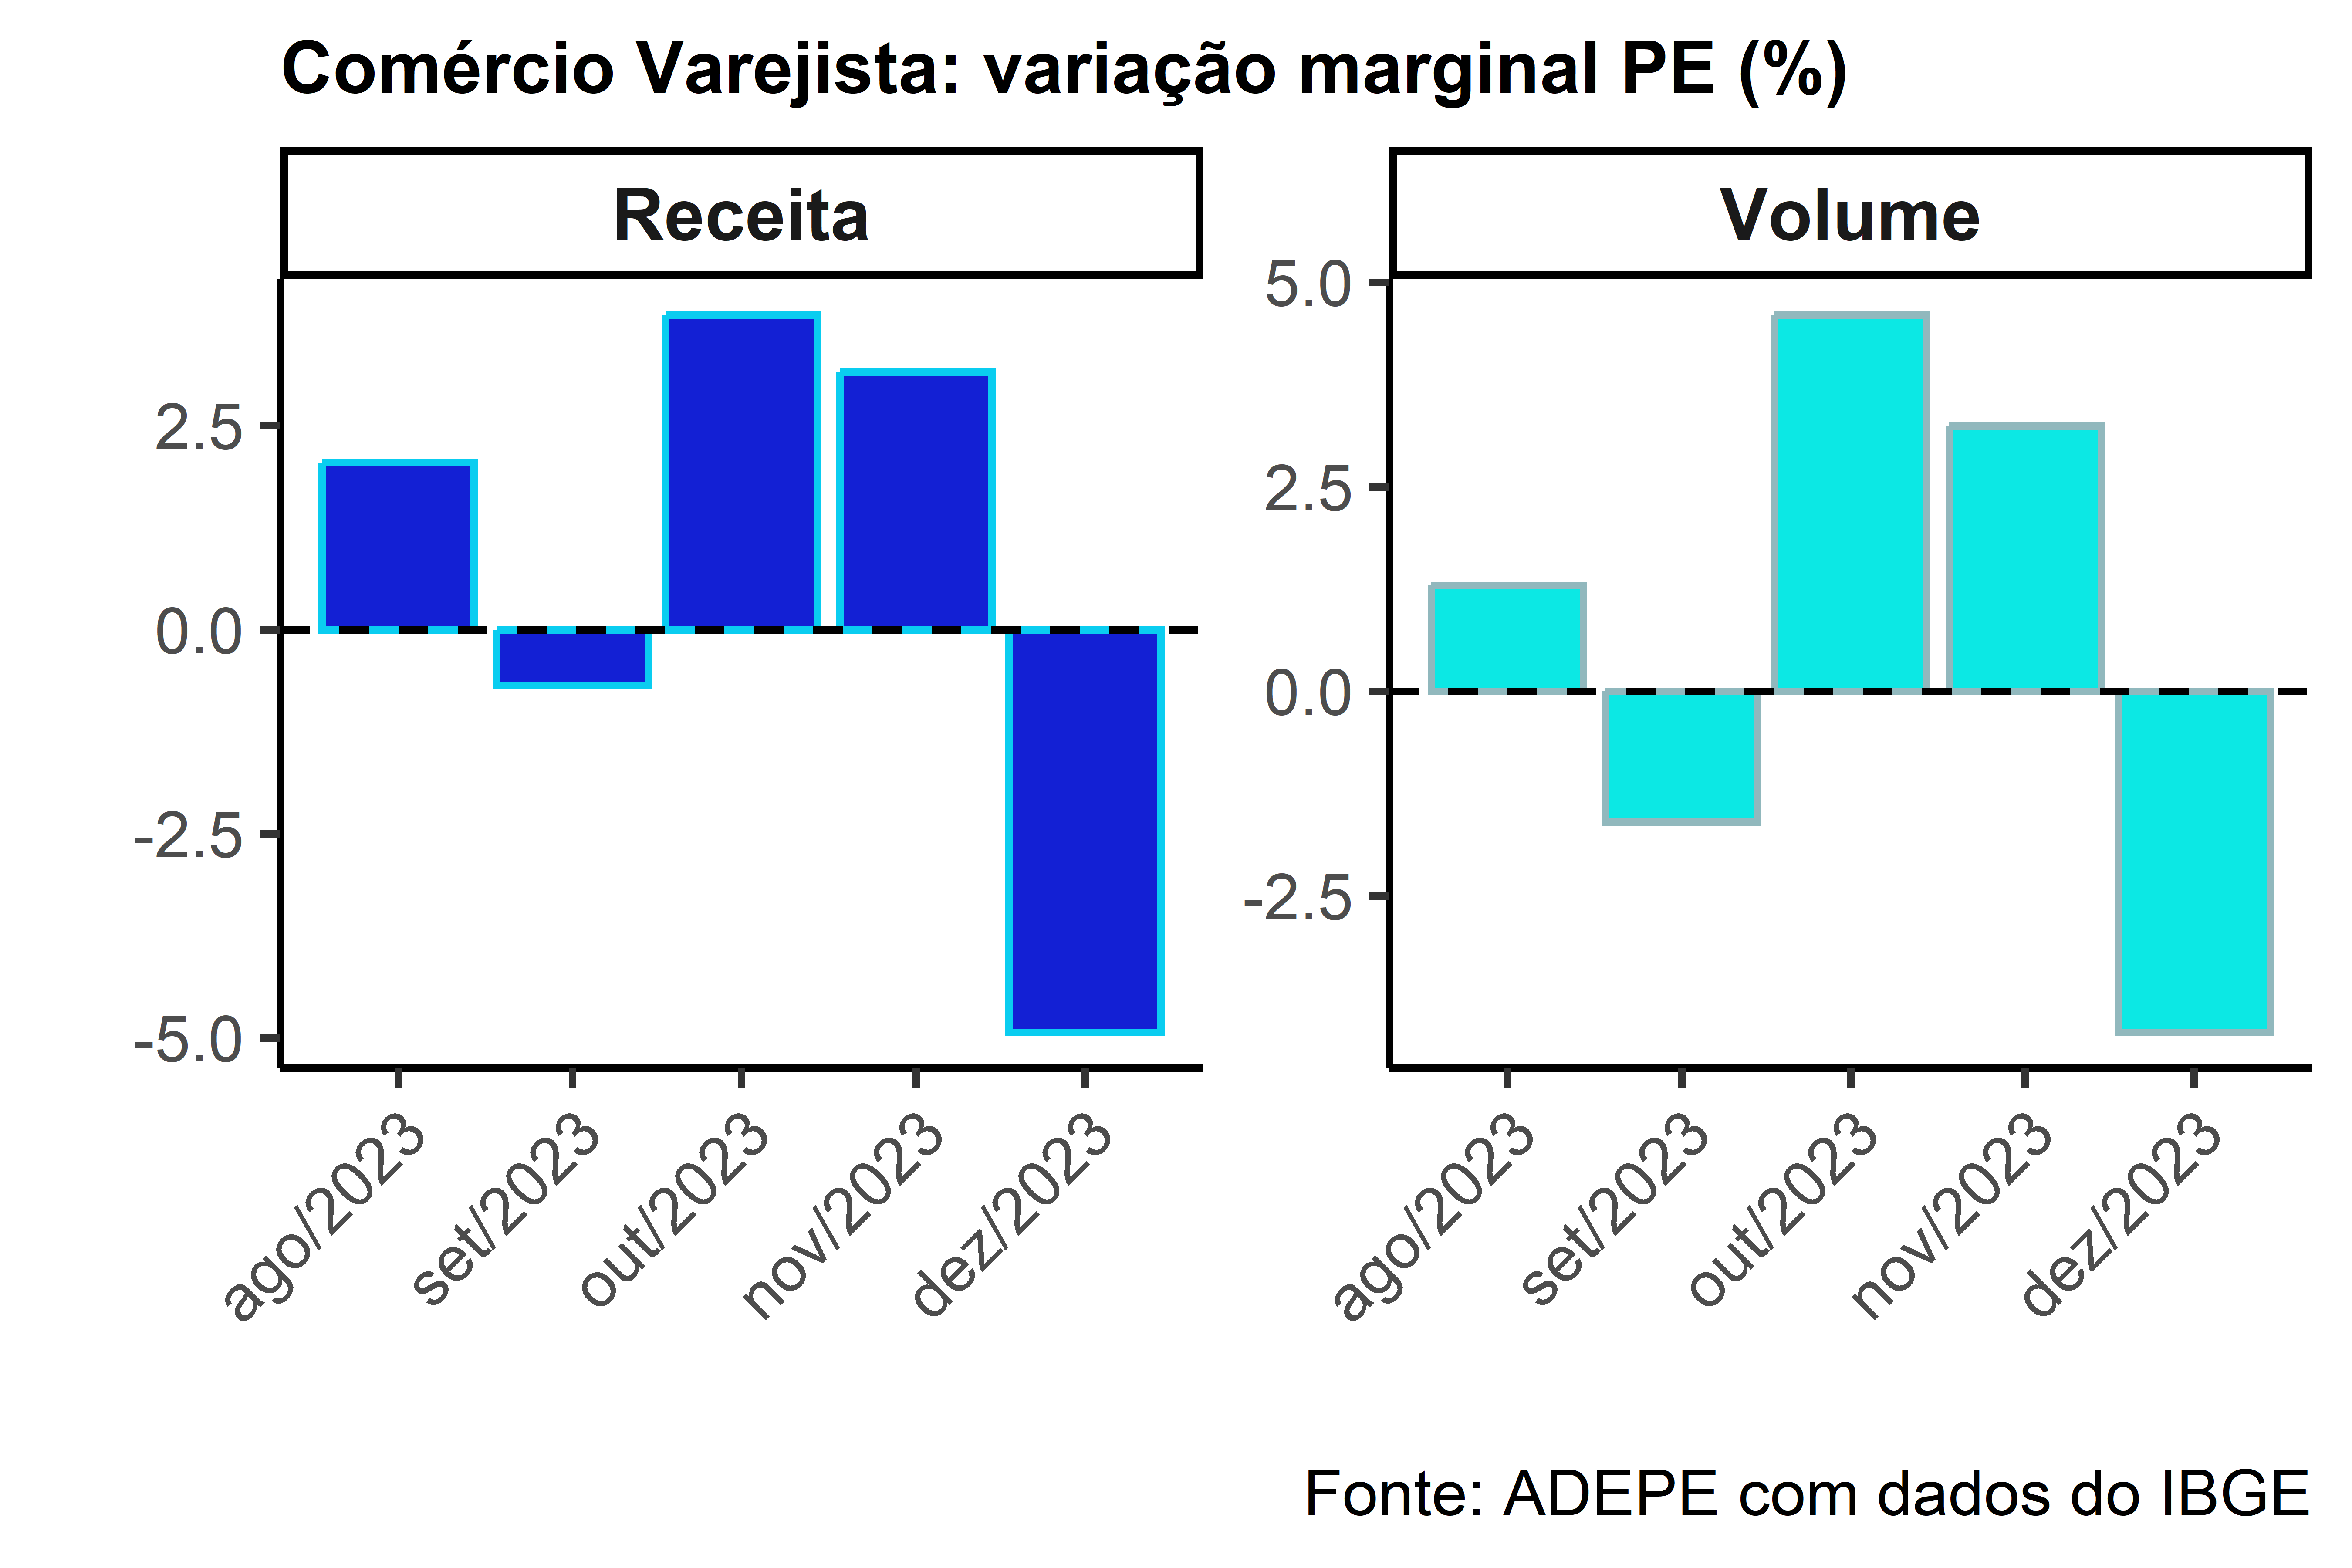 Comércio Varejista: variação marginal PE (%)
Receita
2.5
0.0
-2.5
-5.0
ago/2023
set/2023
out/2023
nov/2023
dez/2023
Volume
5.0
2.5
0.0
-2.5
ago/2023
set/2023
out/2023
nov/2023
dez/2023
Fonte: ADEPE com dados do IBGE